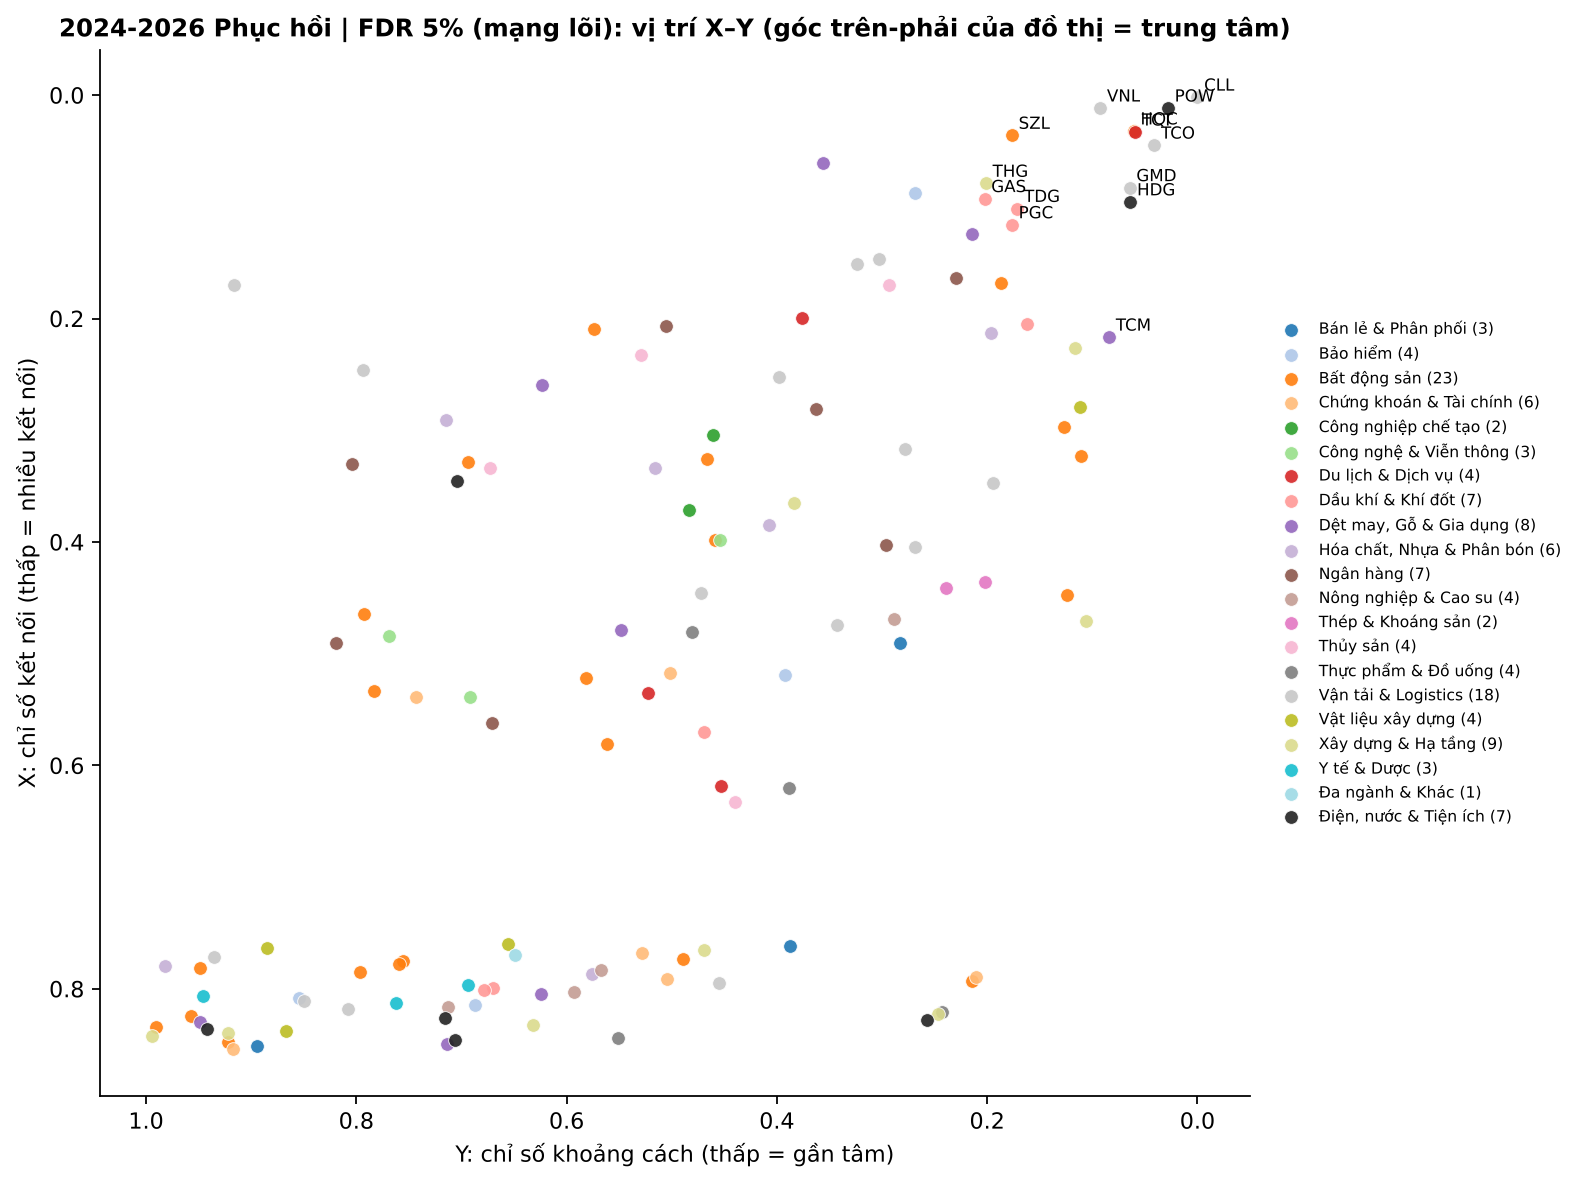 2024-2026 Phục hồi | FDR 5% (mạng lõi): vị trí X–Y (góc trên-phải của đồ thị = trung tâm)
X: chỉ số kết nối (thấp = nhiều kết nối)
0.0
0.2
0.4
0.6
0.8
CLL
VNL
POW
SZL
TCO
THG
GAS
GMD
HDG
TDG
PGC
TCM
Bán lẻ & Phân phối (3)
Bảo hiểm (4)
Bất động sản (23)
Chứng khoán & Tài chính (6)
Công nghiệp chế tạo (2)
Công nghệ & Viễn thông (3)
Du lịch & Dịch vụ (4)
Dầu khí & Khí đốt (7)
Dệt may, Gỗ & Gia dụng (8)
Hóa chất, Nhựa & Phân bón (6)
Ngân hàng (7)
Nông nghiệp & Cao su (4)
Thép & Khoáng sản (2)
Thủy sản (4)
Thực phẩm & Đồ uống (4)
Vận tải & Logistics (18)
Vật liệu xây dựng (4)
Xây dựng & Hạ tầng (9)
Y tế & Dược (3)
Đa ngành & Khác (1)
Điện, nước & Tiện ích (7)
1.0
0.8
0.6
0.4
0.2
0.0
Y: chỉ số khoảng cách (thấp = gần tâm)